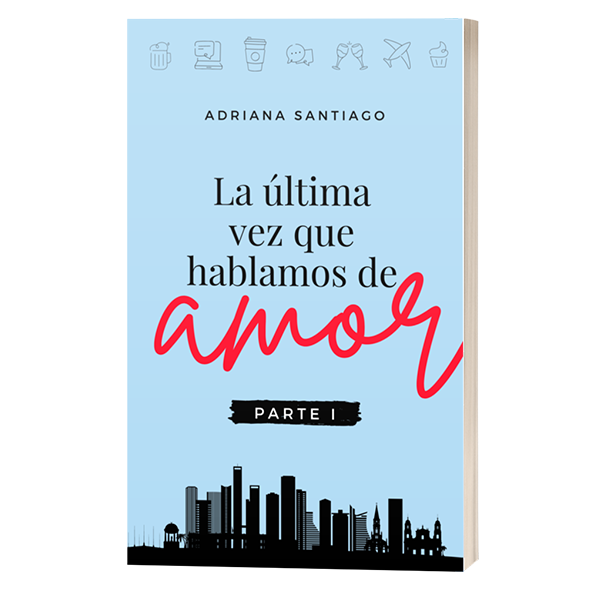 ADRIANA SANTIAGO
La última
vez que
hablamos de
amor
PARTE I